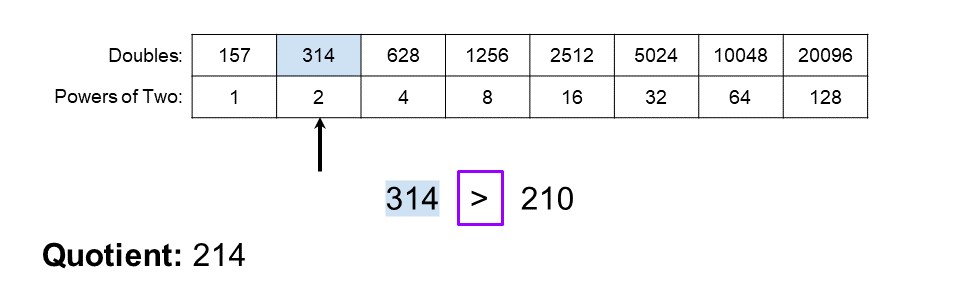 Doubles: 157 314 628 1256 2512 5024 10048 20096
Powers of Two: 1 2 4 8 16 32 64 128
314 > 210
Quotient: 214